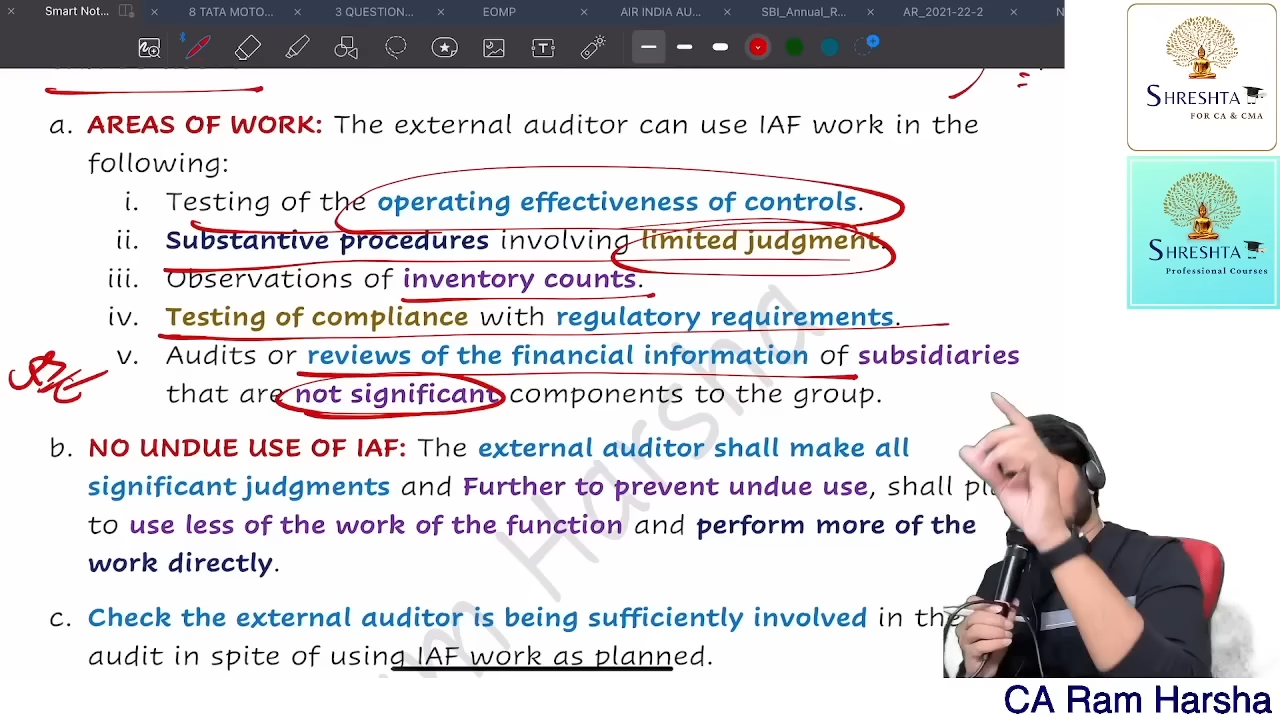 Smart Not...
8 TATA MOTO...
3 QUESTION...
EOMP
AIR INDIA AU...
SBI_Annual_R...
AR_2021-22-2
a. AREAS OF WORK: The external auditor can use IAF work in the
following:
i. Testing of the operating effectiveness of controls.
ii. Substantive procedures involving limited judgment.
iii. Observations of inventory counts.
iv. Testing of compliance with regulatory requirements.
v. Audits or reviews of the financial information of subsidiaries
that are not significant components to the group.
b. NO UNDUE USE OF IAF: The external auditor shall make all
significant judgments and Further to prevent undue use, shall
to use less of the work of the function and perform more of the
work directly.
c. Check the external auditor is being sufficiently involved in the
audit in spite of using IAF work as planned.
Harsha
SHRESHTA
FOR CA & CMA
SHRESHTA
Professional Courses
CA Ram Harsha